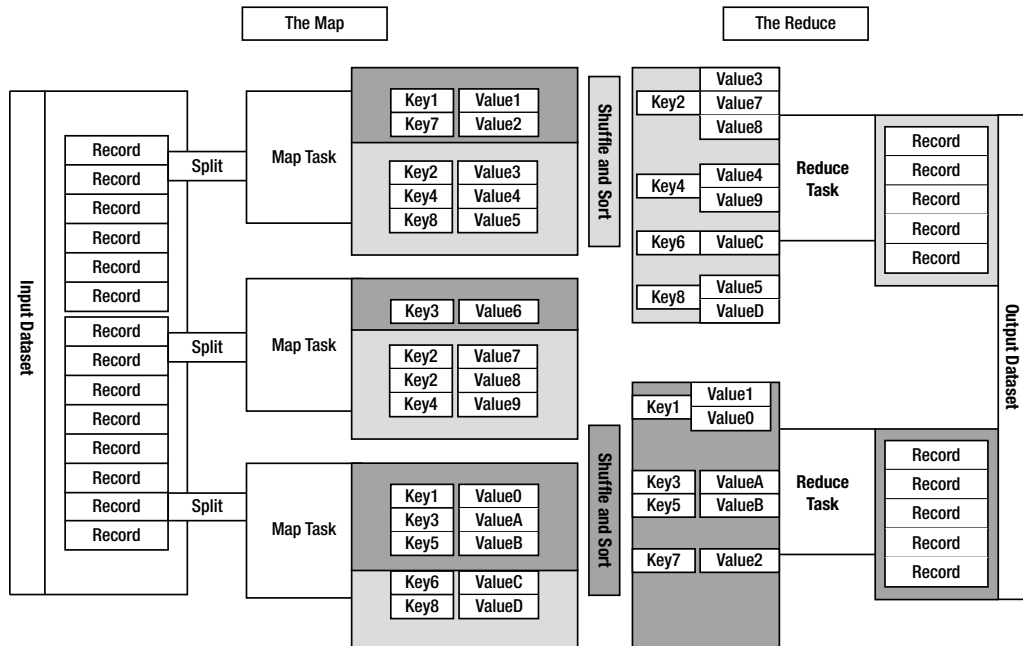 The Map
The Reduce
Input Dataset
Record
Record
Record
Record
Record
Record
Record
Record
Record
Record
Record
Record
Record
Record
Split
Split
Split
Map Task
Key1 Value1
Key7 Value2
Key2 Value3
Key4 Value4
Key8 Value5
Map Task
Key3 Value6
Key2 Value7
Key2 Value8
Key4 Value9
Map Task
Key1 Value0
Key3 ValueA
Key5 ValueB
Key6 ValueC
Key8 ValueD
Shuffle and Sort
Shuffle and Sort
Key2
Value3
Value7
Value8
Key4
Value4
Value9
Key6 ValueC
Key8
Value5
ValueD
Reduce
Task
Record
Record
Record
Record
Record
Key1
Value1
Value0
Key3 ValueA
Key5 ValueB
Key7 Value2
Reduce
Task
Record
Record
Record
Record
Record
Output Dataset